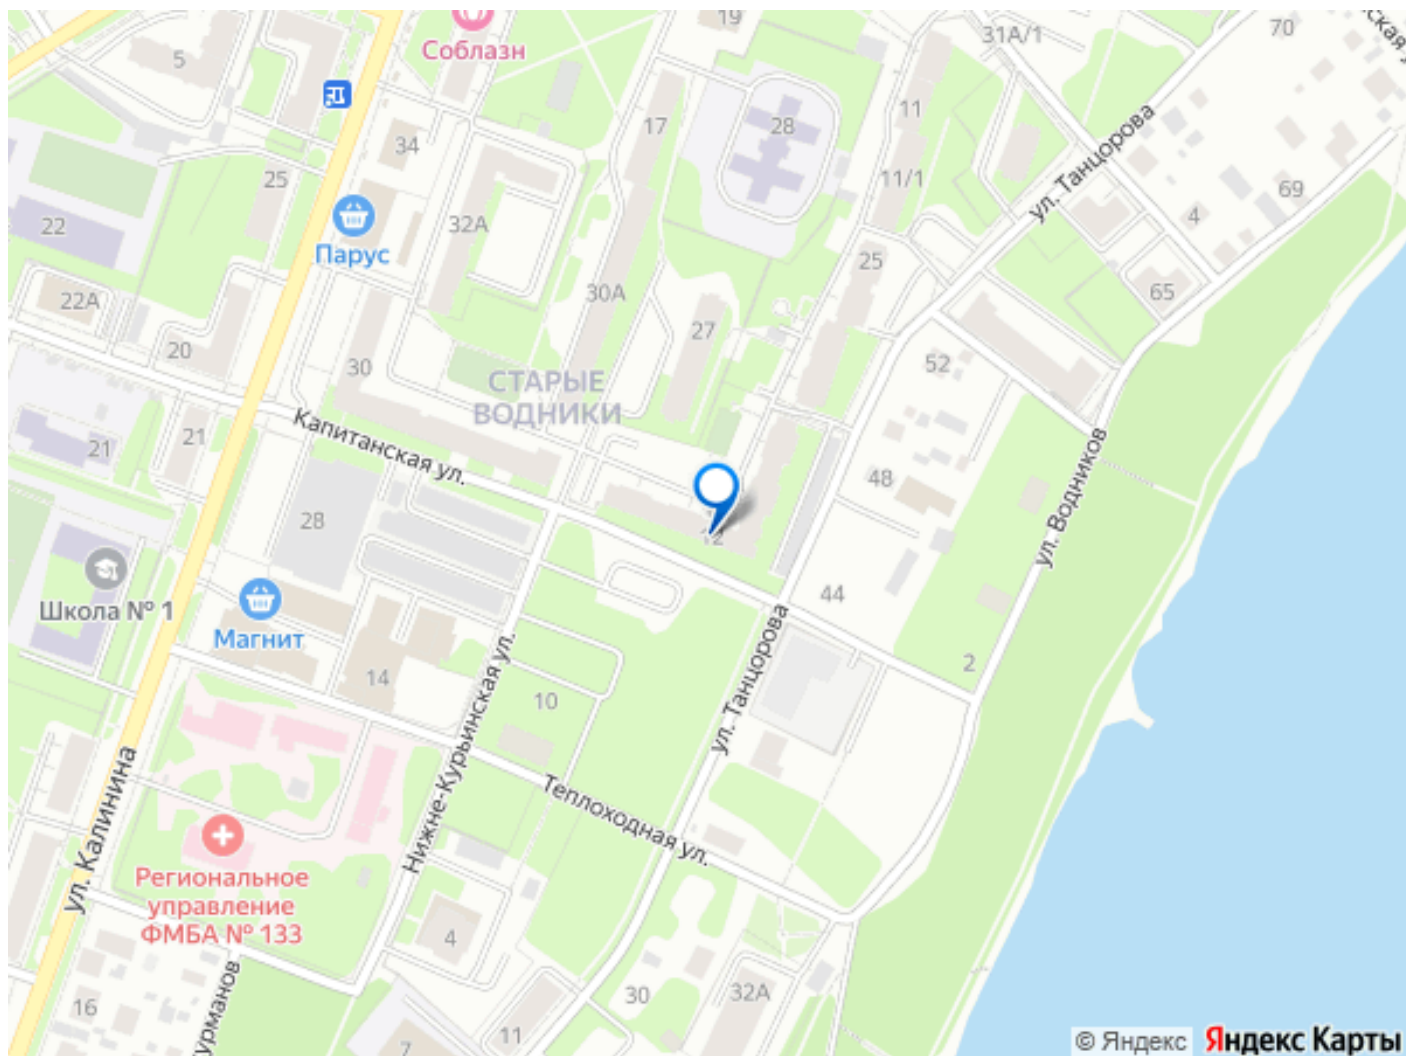 19
31А/1
70
Соблазн
5
17
28
11
34
ул. Танцорова
25
11/1
69
22
32А
4
Парус
25
22А
30А
65
20
27
30
52
СТАРЫЕ
ВОДНИКИ
Капитанская ул.
21
21
48
28
12
ул. Водников
Школа № 1
44
Магнит
14
10
2
ул. Танцорова
Нижне-Курьинская ул.
ул. Калинина
Теплоходная ул.
Региональное
управление
ФМБА № 133
4
16
30
32А
11
7
© Яндекс
Яндекс Карты